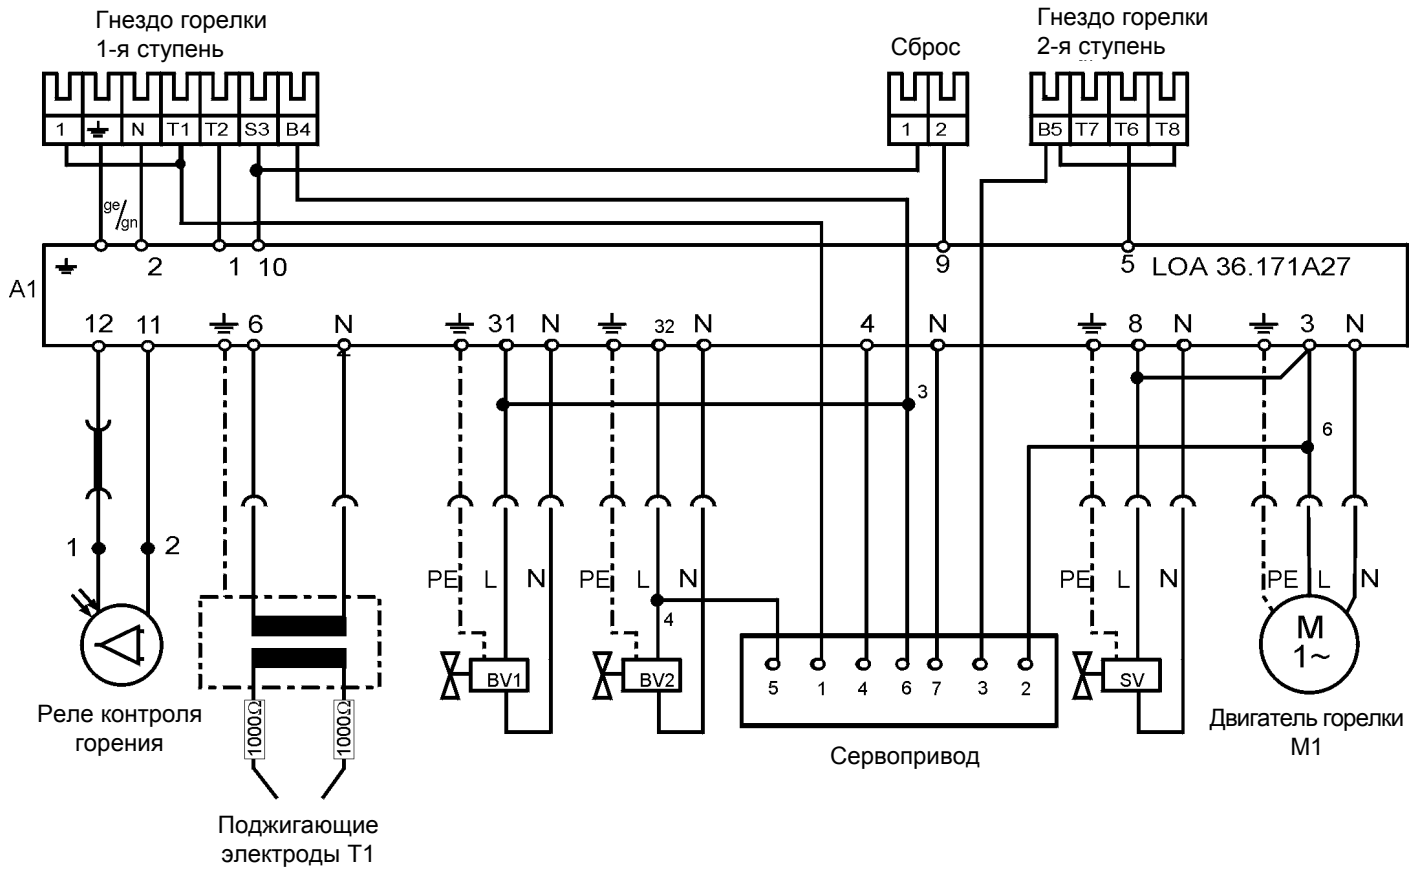 Гнездо горелки
1-я ступень
Сброс
Гнездо горелки
2-я ступень
1 N T1 T2 S3 B4
1 2
B5 T7 T6 T8
ge/gn
2 1 10 9 5 LOA 36.171A27
A1
12 11 6 N 31 N 32 N 4 N 8 N 3 N
2
3
6
1 2
PE L N PE L N PE L N PE L N
4
M
1~
5 1 4 6 7 3 2
BV1 BV2 SV
Реле контроля
горения
1000Ω 1000Ω
Сервопривод
Двигатель горелки
M1
Поджигающие
электроды T1